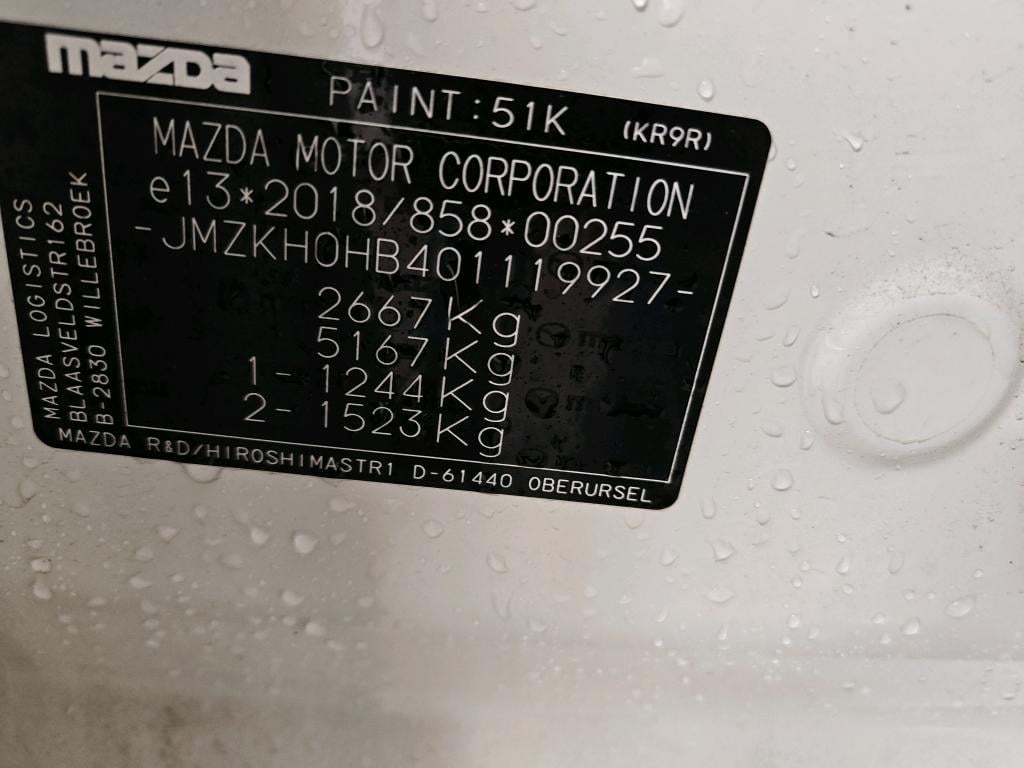 mazda
PAINT:51K (KR9R)
MAZDA MOTOR CORPORATION
e13*2018/858*00255
-JMZKH0HB401119927-
2667Kg
5167Kg
1- 1244Kg
2- 1523Kg
MAZDA LOGISTICS
BLAASVELDSTR162
B-2830 WILLEBROEK
MAZDA R&D/HIROSHIMASTR1 D-61440 OBERURSEL